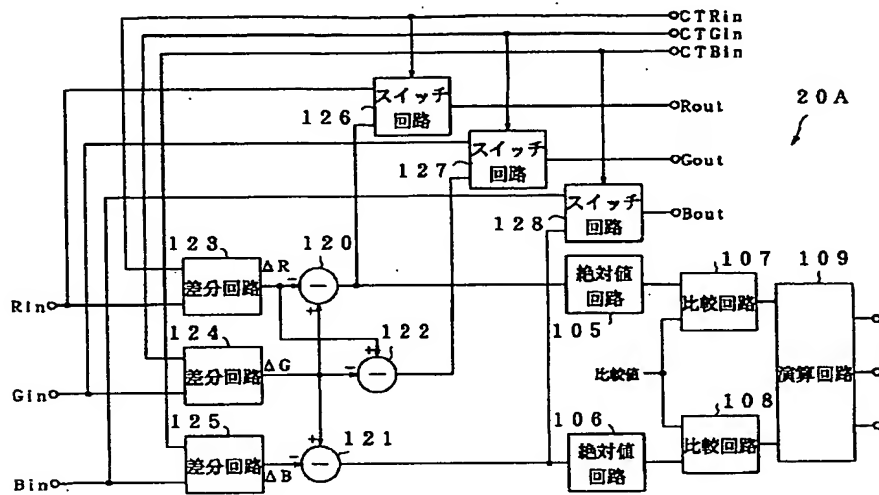 CTRin
CTGin
CTBin
20A
スイッチ
回路
126
Rout
スイッチ
回路
127
Gout
スイッチ
回路
128
Bout
123
差分回路
ΔR
-
120
+
Rin
124
差分回路
ΔG
-
+
122
Gin
125
差分回路
ΔB
-
+
121
Bin
絶対値
回路
105
107
比較回路
109
演算回路
比較値
106
絶対値
回路
108
比較回路